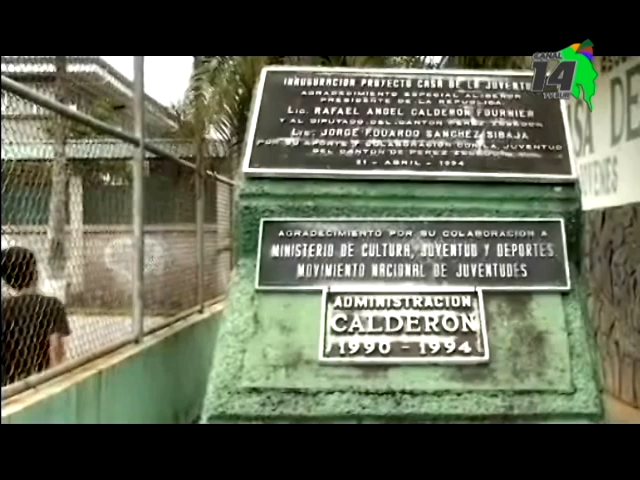 CANAL
14
INAUGURACION PROYECTO CASA DE LA JUVENTUD
AGRADECIMIENTO ESPECIAL AL SEÑOR
PRESIDENTE DE LA REPUBLICA
Lic. RAFAEL ANGEL CALDERON FOURNIER
Y AL DIPUTADO DEL CANTON PEREZ ZELEDON
Lic. JORGE EDUARDO SANCHEZ SIBAJA
POR SU APORTE Y COLABORACION CON LA JUVENTUD
DEL CANTON DE PEREZ ZELEDON
21 - ABRIL - 1994
AGRADECIMIENTO POR SU COLABORACION A
MINISTERIO DE CULTURA, JUVENTUD Y DEPORTES
MOVIMIENTO NACIONAL DE JUVENTUDES
ADMINISTRACION
CALDERON
1990 - 1994
DE